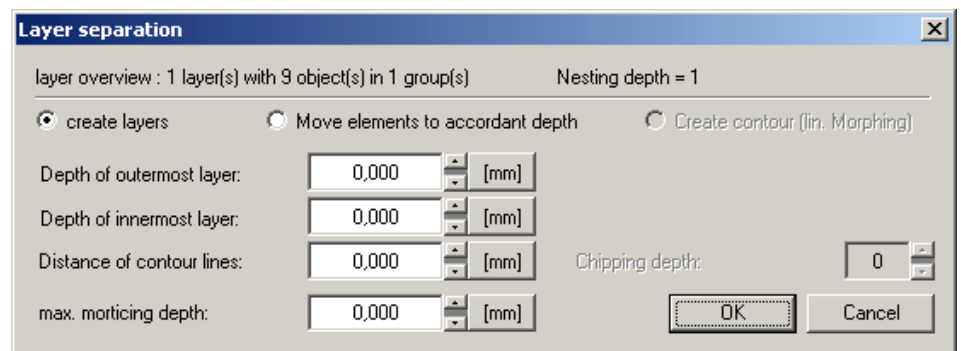 Layer separation
layer overview : 1 layer(s) with 9 object(s) in 1 group(s) Nesting depth = 1
create layers Move elements to accordant depth Create contour (lin. Morphing)
Depth of outermost layer: 0,000 [mm]
Depth of innermost layer: 0,000 [mm]
Distance of contour lines: 0,000 [mm] Chipping depth: 0
max. morticing depth: 0,000 [mm] OK Cancel